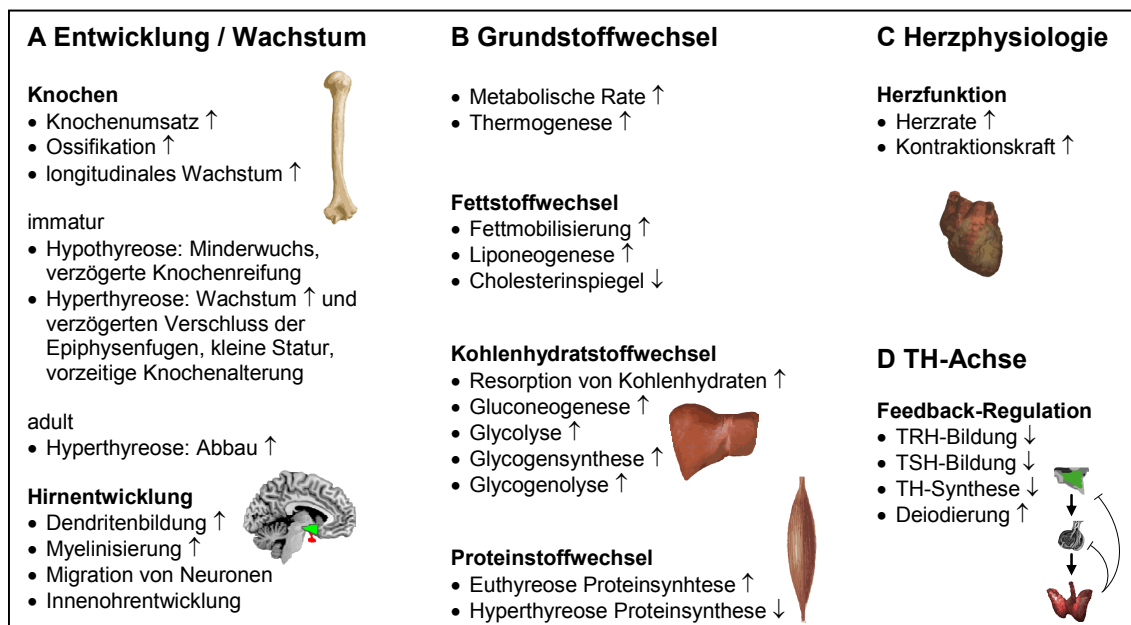 A Entwicklung / Wachstum
Knochen
• Knochenumsatz ↑
• Ossifikation ↑
• longitudinales Wachstum ↑
immatur
• Hypothyreose: Minderwuchs,
verzögerte Knochenreifung
• Hyperthyreose: Wachstum ↑ und
verzögerten Verschluss der
Epiphysenfugen, kleine Statur,
vorzeitige Knochenalterung
adult
• Hyperthyreose: Abbau ↑
Hirnentwicklung
• Dendritenbildung ↑
• Myelinisierung ↑
• Migration von Neuronen
• Innenohrentwicklung
B Grundstoffwechsel
• Metabolische Rate ↑
• Thermogenese ↑
Fettstoffwechsel
• Fettmobilisierung ↑
• Liponeogenese ↑
• Cholesterinspiegel ↓
Kohlenhydratstoffwechsel
• Resorption von Kohlenhydraten ↑
• Gluconeogenese ↑
• Glycolyse ↑
• Glycogensynthese ↑
• Glycogenolyse ↑
Proteinstoffwechsel
• Euthyreose Proteinsynhtese ↑
• Hyperthyreose Proteinsynthese ↓
C Herzphysiologie
Herzfunktion
• Herzrate ↑
• Kontraktionskraft ↑
D TH-Achse
Feedback-Regulation
• TRH-Bildung ↓
• TSH-Bildung ↓
• TH-Synthese ↓
• Deiodierung ↑